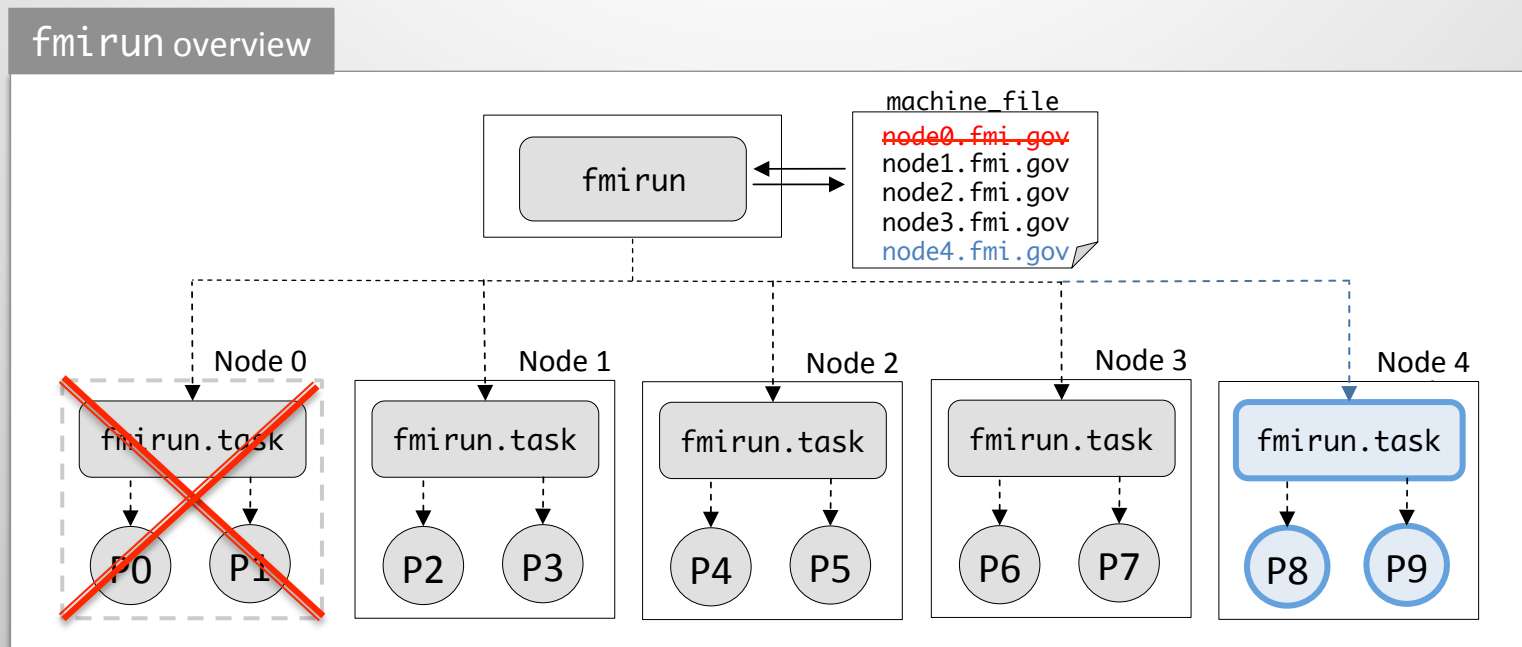 fmirun overview
machine_file
node0.fmi.gov
node1.fmi.gov
node2.fmi.gov
node3.fmi.gov
node4.fmi.gov
fmirun
Node 0
Node 1
Node 2
Node 3
Node 4
fmirun.task
fmirun.task
fmirun.task
fmirun.task
fmirun.task
P0
P1
P2
P3
P4
P5
P6
P7
P8
P9